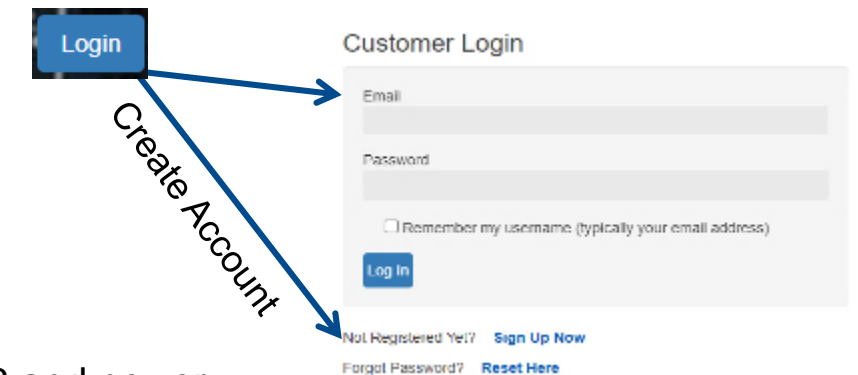 Login
Customer Login
Email
Create Account
Password
Remember my username (typically your email address)
Log In
Not Registered Yet? Sign Up Now
Forgot Password? Reset Here